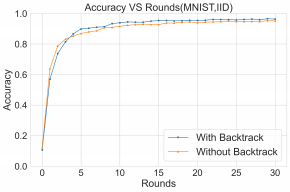 Accuracy VS Rounds(MNIST,IID)
1.0
0.8
0.6
0.4
0.2
0.0
Accuracy
With Backtrack
Without Backtrack
0 5 10 15 20 25 30
Rounds